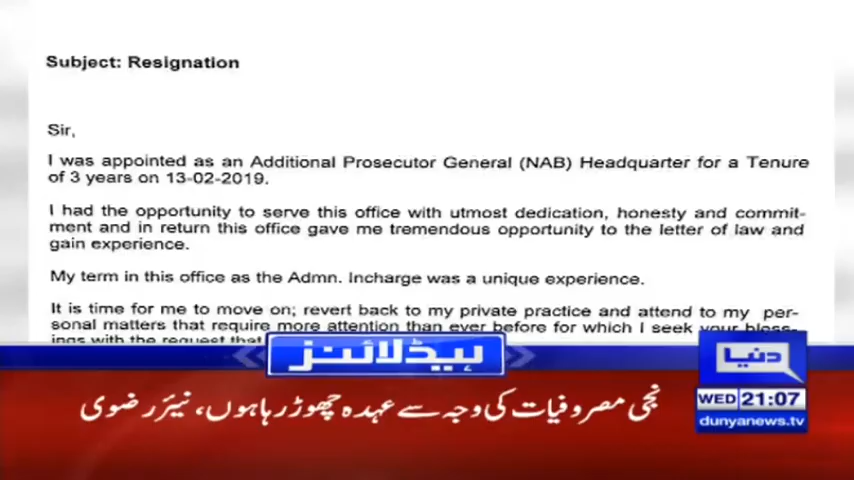 Subject: Resignation
Sir,
I was appointed as an Additional Prosecutor General (NAB) Headquarter for a Tenure
of 3 years on 13-02-2019.
I had the opportunity to serve this office with utmost dedication, honesty and commit-
ment and in return this office gave me tremendous opportunity to the letter of law and
gain experience.
My term in this office as the Admn. Incharge was a unique experience.
It is time for me to move on; revert back to my private practice and attend to my per-
sonal matters that require more attention than ever before for which I seek your bless-
ings with the request that
ہیڈلائنز
دنیا
نجی مصروفیات کی وجہ سے عہدہ چھوڑ رہا ہوں، نیئر رضوی
WED 21:07
dunyanews.tv